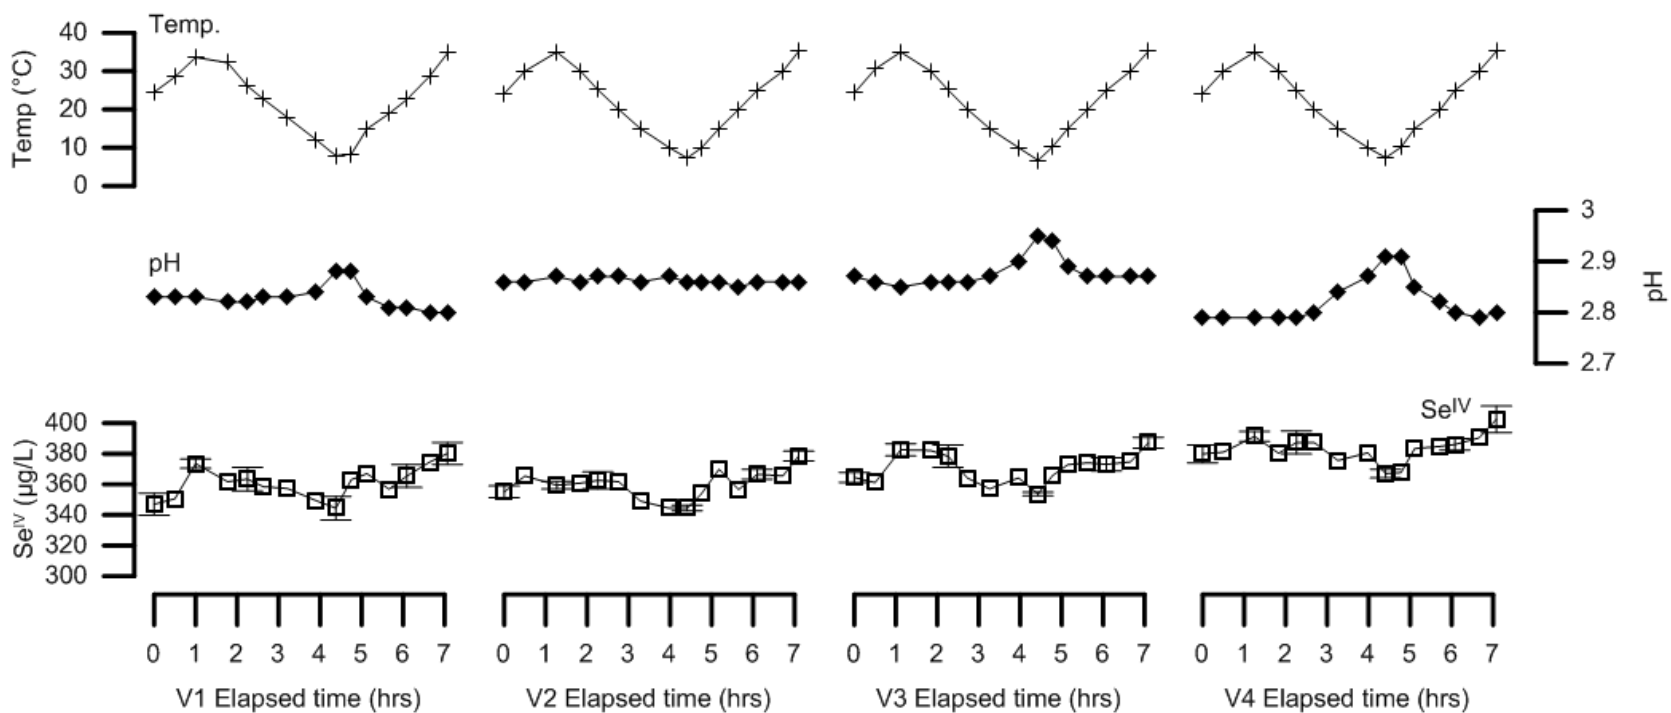 Temp.
Temp (°C)
40
30
20
10
0
pH
3
2.9
2.8
2.7
pH
Se^IV
Se^IV (µg/L)
400
380
360
340
320
300
0 1 2 3 4 5 6 7 0 1 2 3 4 5 6 7 0 1 2 3 4 5 6 7 0 1 2 3 4 5 6 7
V1 Elapsed time (hrs) V2 Elapsed time (hrs) V3 Elapsed time (hrs) V4 Elapsed time (hrs)